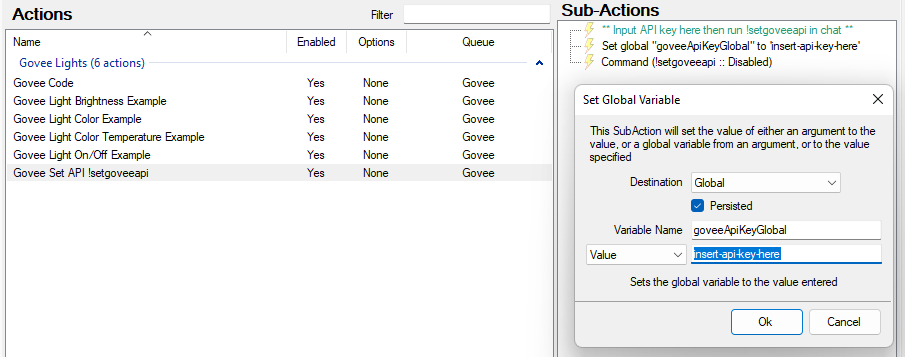 Actions
Filter
Name Enabled Options Queue
Govee Lights (6 actions)
Govee Code Yes None Govee
Govee Light Brightness Example Yes None Govee
Govee Light Color Example Yes None Govee
Govee Light Color Temperature Example Yes None Govee
Govee Light On/Off Example Yes None Govee
Govee Set API !setgoveeapi Yes None Govee
Sub-Actions
** Input API key here then run !setgoveeapi in chat **
Set global "goveeApiKeyGlobal" to 'insert-api-key-here'
Command (!setgoveeapi :: Disabled)
Set Global Variable
This SubAction will set the value of either an argument to the
value, or a global variable from an argument, or to the value
specified
Destination Global
Persisted
Variable Name goveeApiKeyGlobal
Value insert-api-key-here
Sets the global variable to the value entered
Ok Cancel